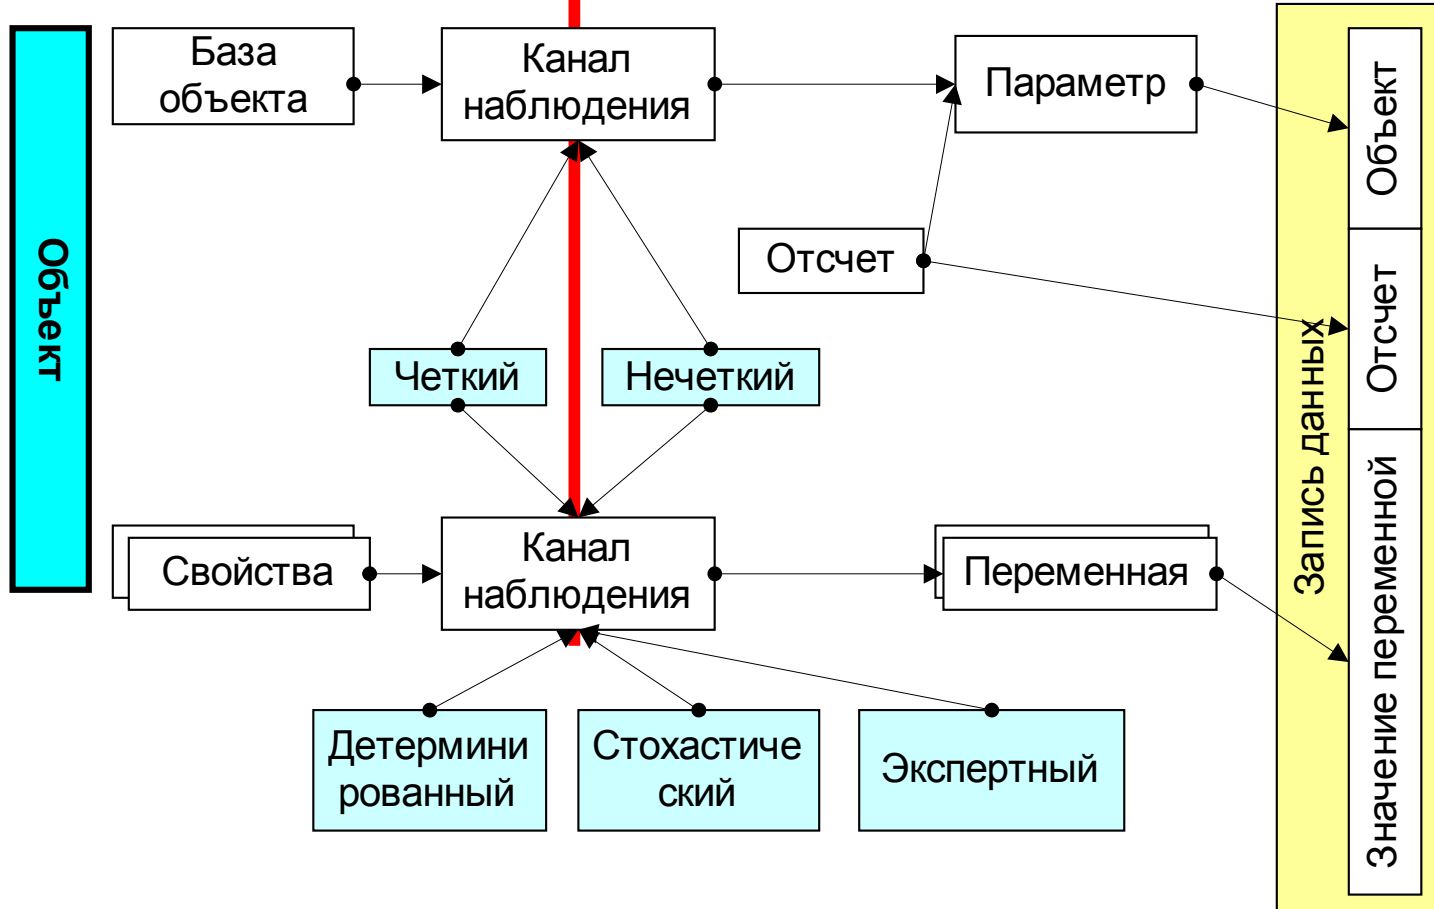 База
объекта
Канал
наблюдения
Параметр
Объект
Объект
Отсчет
Отсчет
Четкий
Нечеткий
Запись данных
Свойства
Канал
наблюдения
Переменная
Значение переменной
Детермини
рованный
Стохастиче
ский
Экспертный